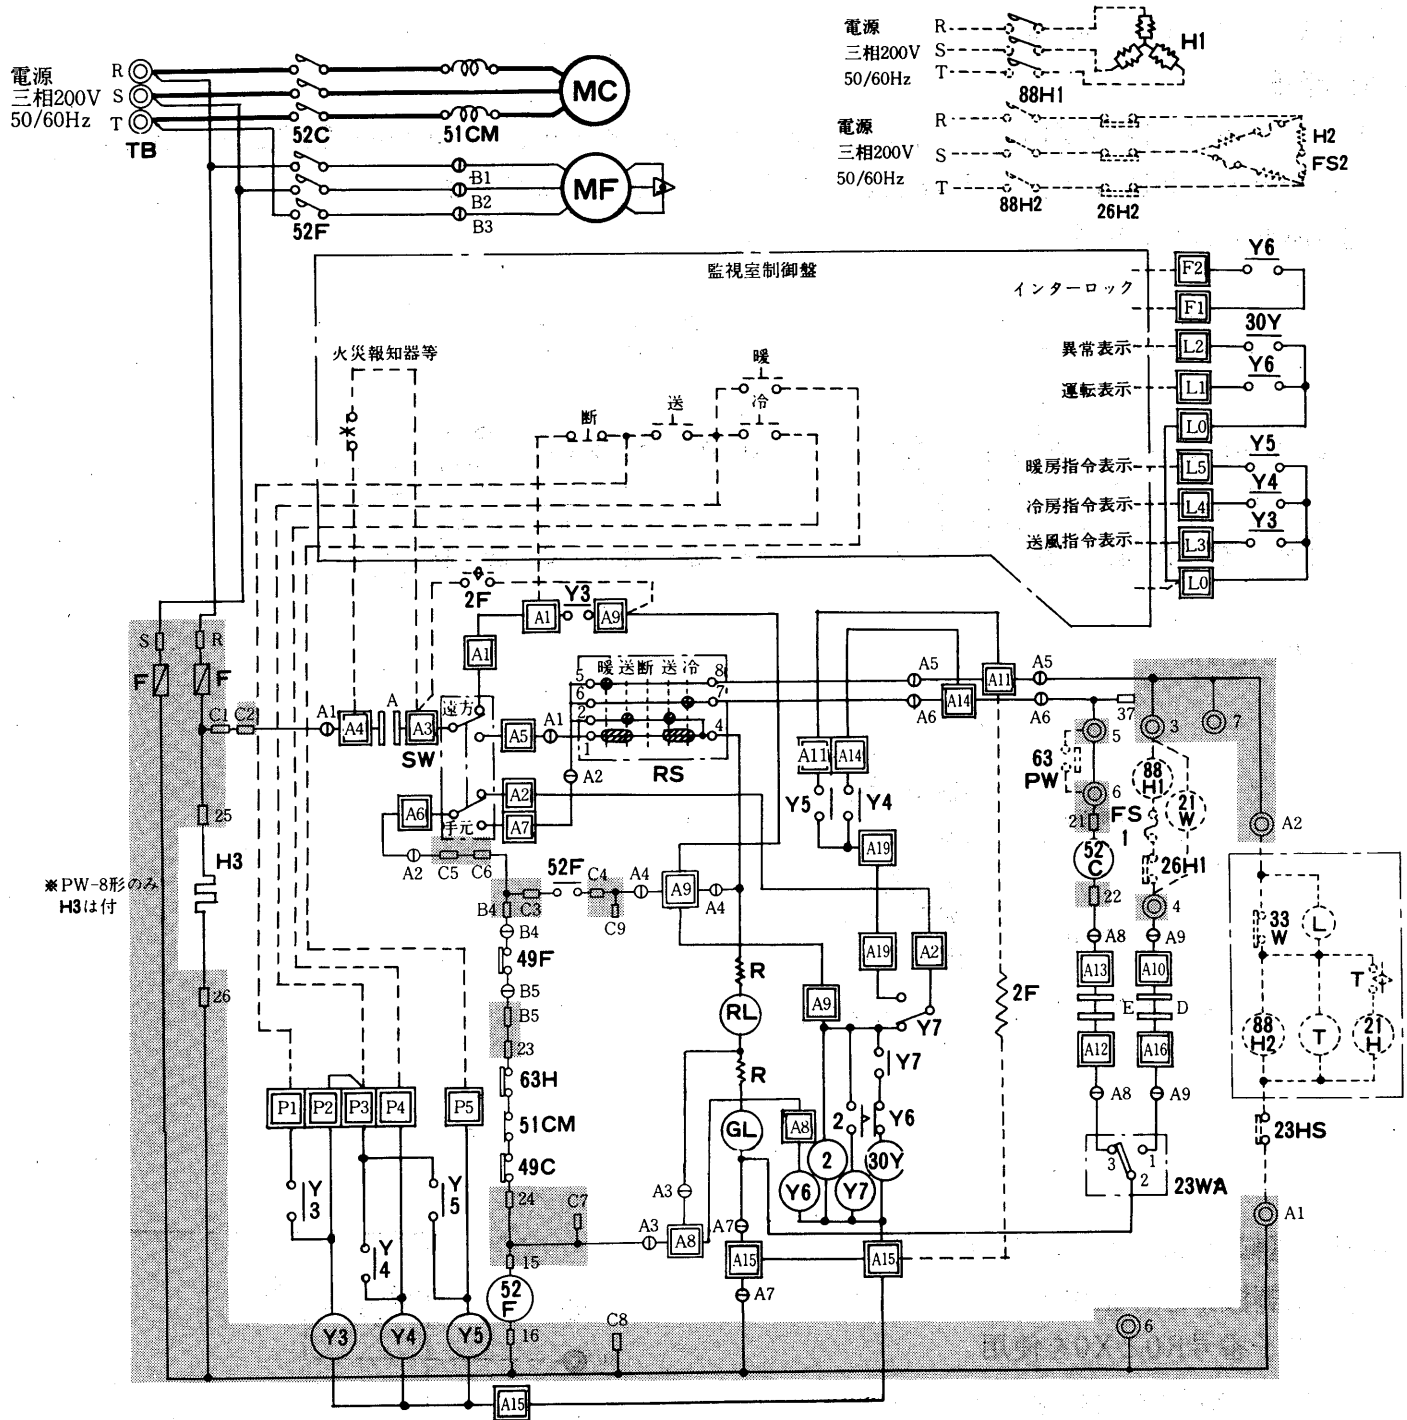 電源
三相200V
50/60Hz
R
S
T
TB
52C
51CM
MC
52F
B1
B2
B3
MF
電源
三相200V
50/60Hz
R
S
T
88H1
H1
電源
三相200V
50/60Hz
R
S
T
88H2
26H2
H2
FS2
監視室制御盤
インターロック
F2
Y6
F1
異常表示
L2
30Y
運転表示
L1
Y6
L0
暖房指令表示
L5
Y5
冷房指令表示
L4
Y4
送風指令表示
L3
Y3
L0
火災報知器等
断
送
暖
冷
2F
A1
Y3
A9
A1
S
R
F
F
C1
C2
A1
A4
A
A3
SW
遠方
手元
A5
A1
A2
A7
A2
A6
A2
C5
C6
暖送断 送冷
5
6
2
1
8
7
4
RS
A5
A6
A14
A11
A5
A6
37
3
7
5
63
PW
6
21
52
C
22
88
H1
FS
1
26H1
21
W
4
A2
A11
A14
Y5
Y4
A19
25
H3
※PW-8形のみ
H3は付
26
52F
B4
C3
C4
C9
A4
A9
A4
B4
49F
B5
B5
23
63H
51CM
49C
24
C7
15
52
F
16
C8
R
RL
R
GL
A9
A19
A2
Y7
Y7
2F
2
Y6
A8
Y6
2
Y7
30Y
A3
A3
A8
A7
A15
A7
A15
A8
A9
A13
A10
E
D
A12
A16
A8
A9
3
1
2
23WA
33
W
L
T
88
H2
T
21
H
23HS
A1
6
P1
P2
P3
P4
P5
Y
3
Y
4
Y
5
Y3
Y4
Y5
A15